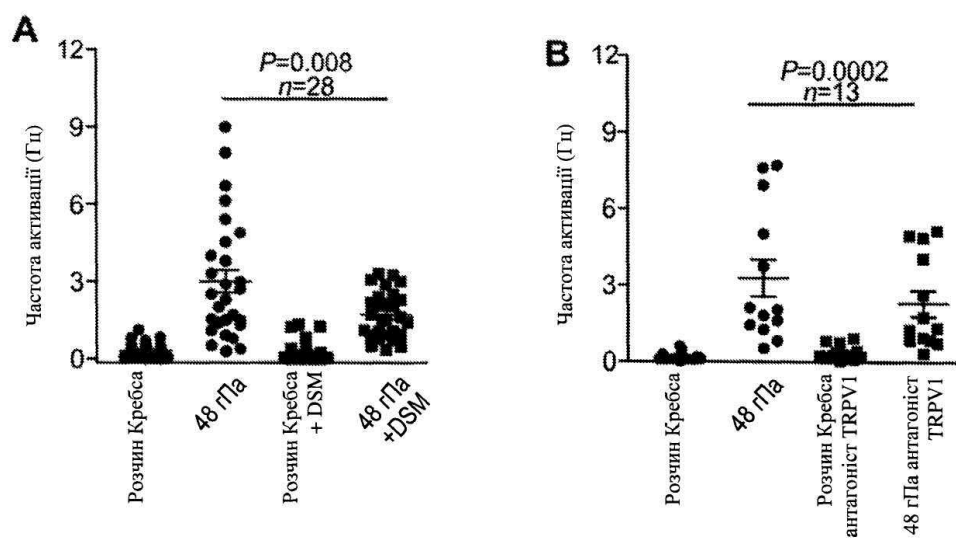 A
12
9
6
3
0
Частота активації (Гц)
P=0.008
n=28
Розчин Кребса
48 гПа
Розчин Кребса
+ DSM
48 гПа
+DSM
B
12
9
6
3
0
Частота активації (Гц)
P=0.0002
n=13
Розчин Кребса
48 гПа
Розчин Кребса
антагоніст TRPV1
48 гПа антагоніст
TRPV1